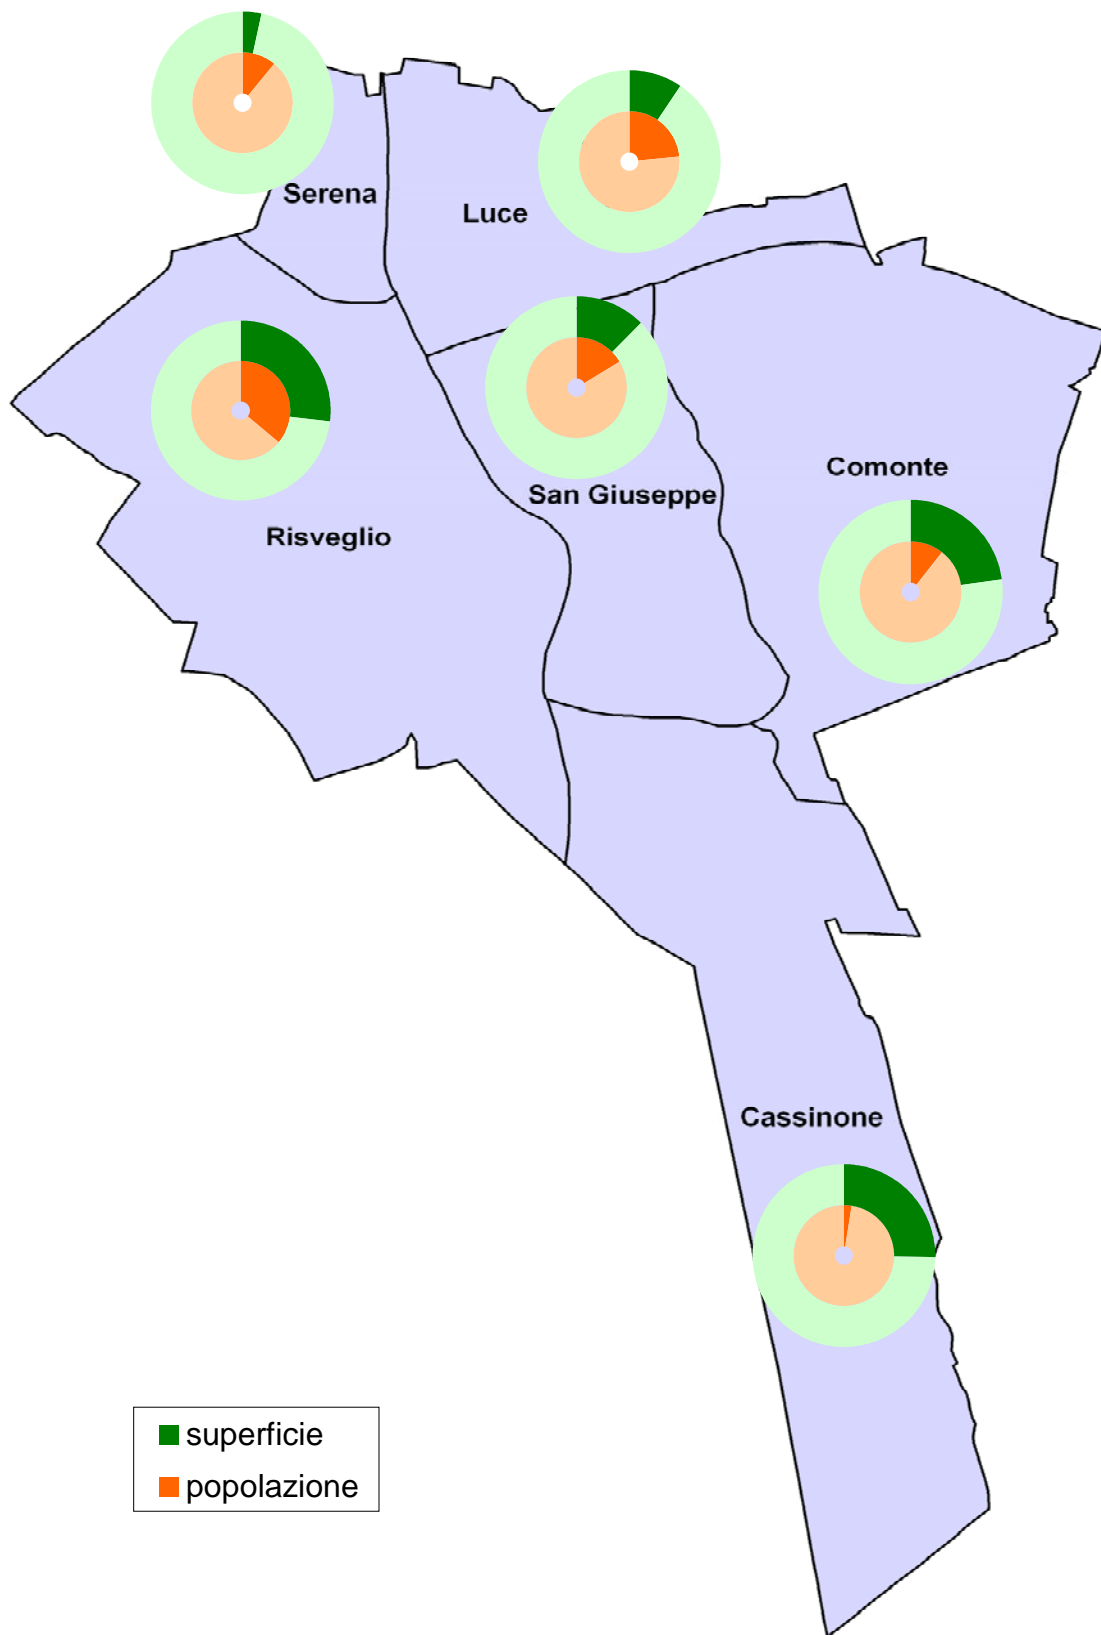 Serena
Luce
Comonte
San Giuseppe
Risveglio
Cassinone
superficie
popolazione